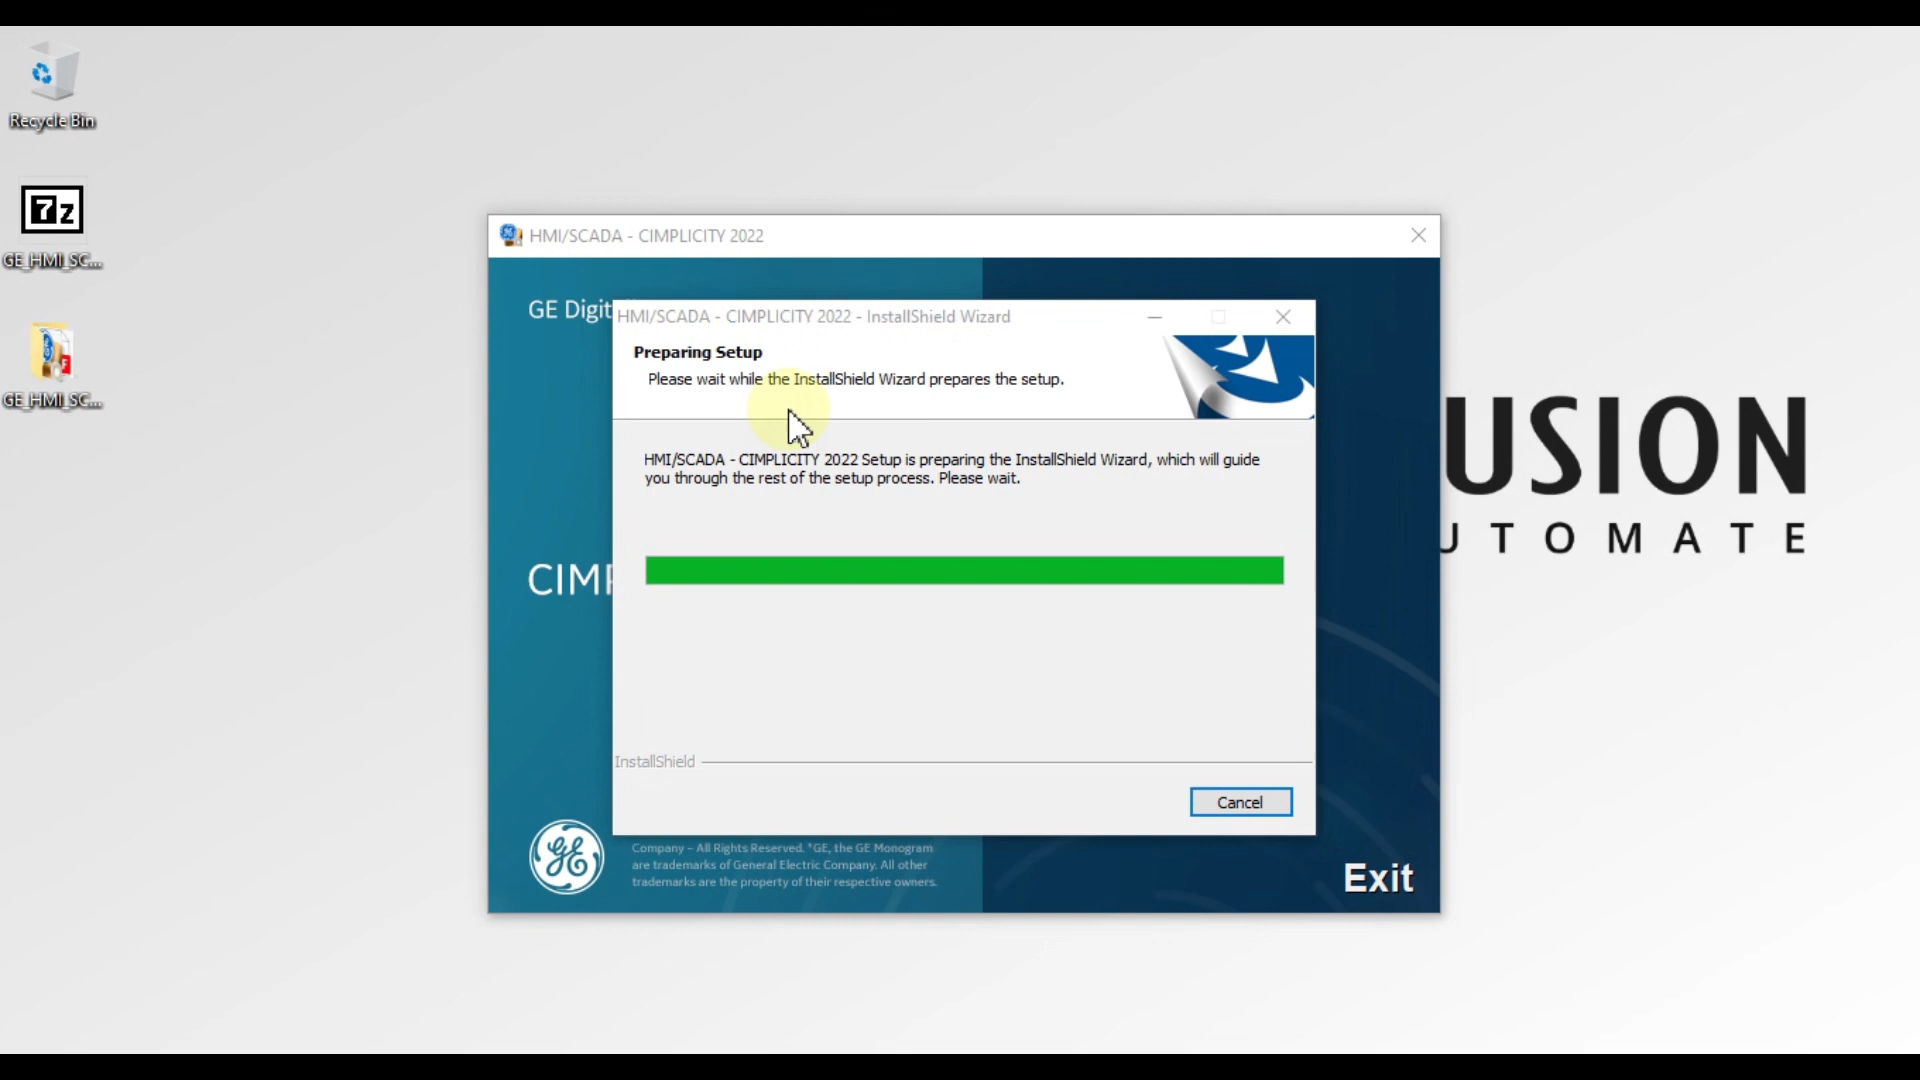 Recycle Bin
7z
GE_HMI_SC...
GE_HMI_SC...
HMI/SCADA - CIMPLICITY 2022
GE Digit
HMI/SCADA - CIMPLICITY 2022 - InstallShield Wizard
Preparing Setup
Please wait while the InstallShield Wizard prepares the setup.
HMI/SCADA - CIMPLICITY 2022 Setup is preparing the InstallShield Wizard, which will guide
you through the rest of the setup process. Please wait.
CIMP
InstallShield
Cancel
Company – All Rights Reserved. *GE, the GE Monogram
are trademarks of General Electric Company. All other
trademarks are the property of their respective owners.
Exit
USION
UTOMATE